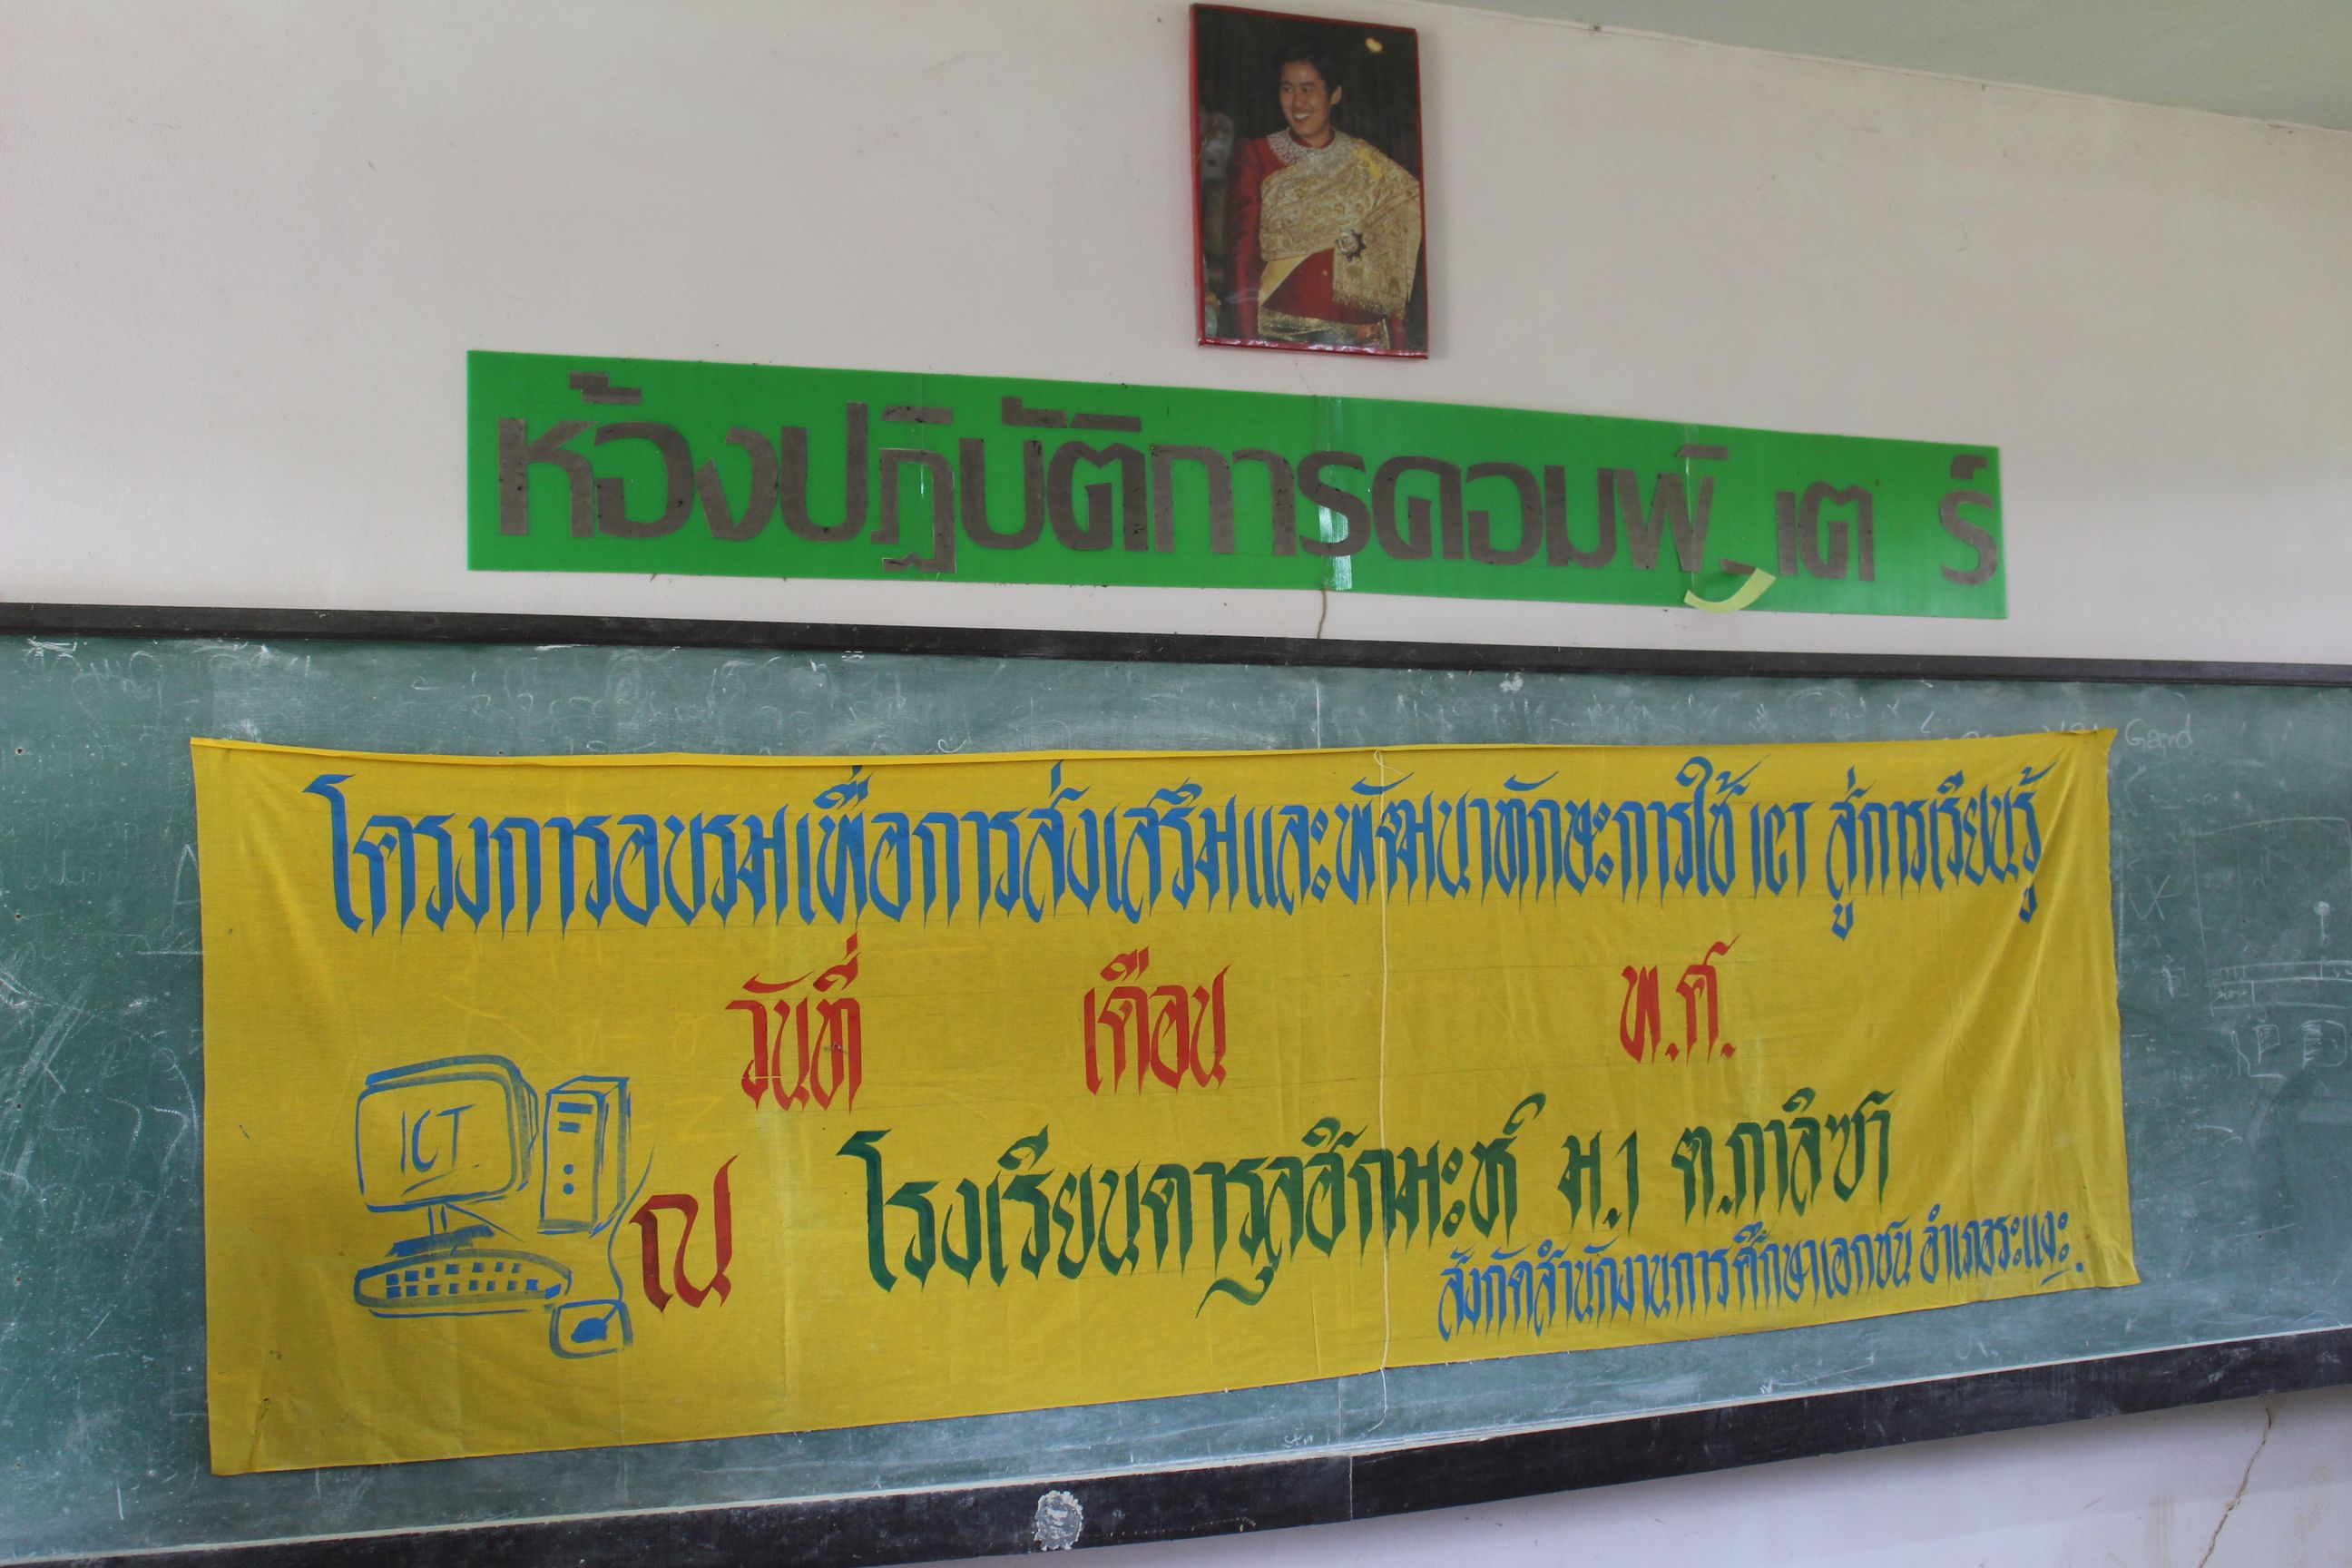 ห้องปฏิบัติการคอมพิวเตอร์
โครงการอบรมเพื่อการส่งเสริมและพัฒนาทักษะการใช้ ICT สู่การเรียนรู้
วันที่ เดือน พ.ศ.
ICT
ณ โรงเรียนดารุลฮิกมะฮ์ ม.1 ต.กาลิซา
สังกัดสำนักงานการศึกษาเอกชน อำเภอระแงะ.
Gard